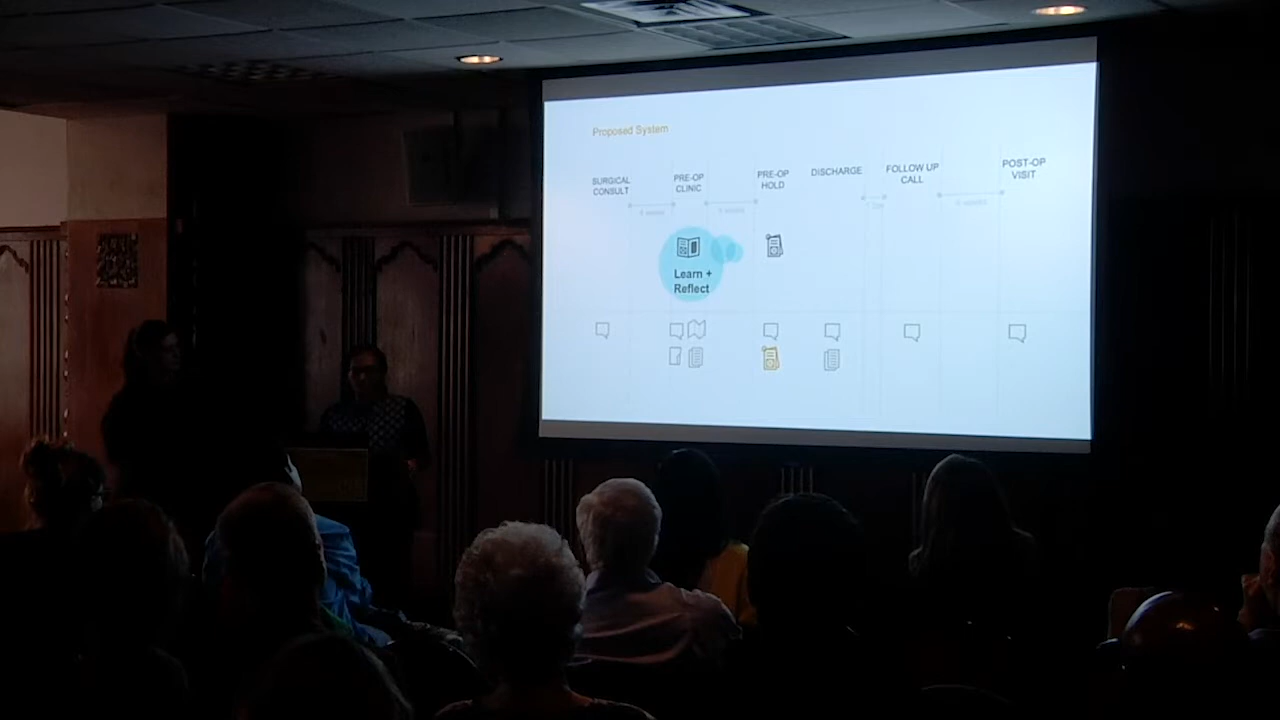 Proposed System
SURGICAL
CONSULT
PRE-OP
CLINIC
PRE-OP
HOLD
DISCHARGE
FOLLOW UP
CALL
POST-OP
VISIT
Learn +
Reflect